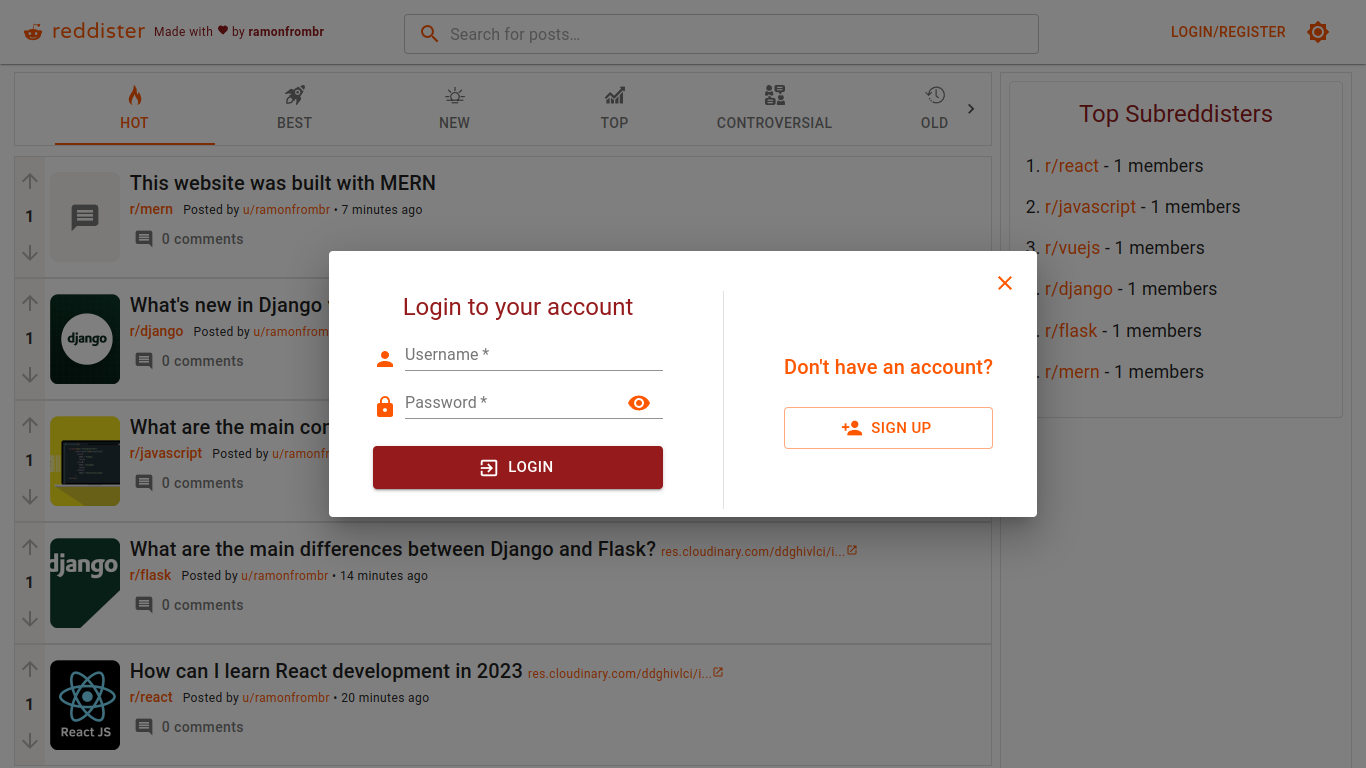 reddister Made with ❤ by ramonfrombr
Search for posts…
LOGIN/REGISTER
HOT BEST NEW TOP CONTROVERSIAL OLD
This website was built with MERN
r/mern Posted by u/ramonfrombr • 7 minutes ago
1
0 comments
What's new in Django
r/django Posted by u/ramonfrom
1
django
0 comments
What are the main con
r/javascript Posted by u/ramonf
1
0 comments
What are the main differences between Django and Flask? res.cloudinary.com/ddghivlci/i...
django
r/flask Posted by u/ramonfrombr • 14 minutes ago
1
0 comments
How can I learn React development in 2023 res.cloudinary.com/ddghivlci/i...
r/react Posted by u/ramonfrombr • 20 minutes ago
1
0 comments
React JS
Top Subreddisters
1. r/react - 1 members
2. r/javascript - 1 members
3. r/vuejs - 1 members
. r/django - 1 members
. r/flask - 1 members
. r/mern - 1 members
Login to your account
Username *
Password *
LOGIN
Don't have an account?
SIGN UP